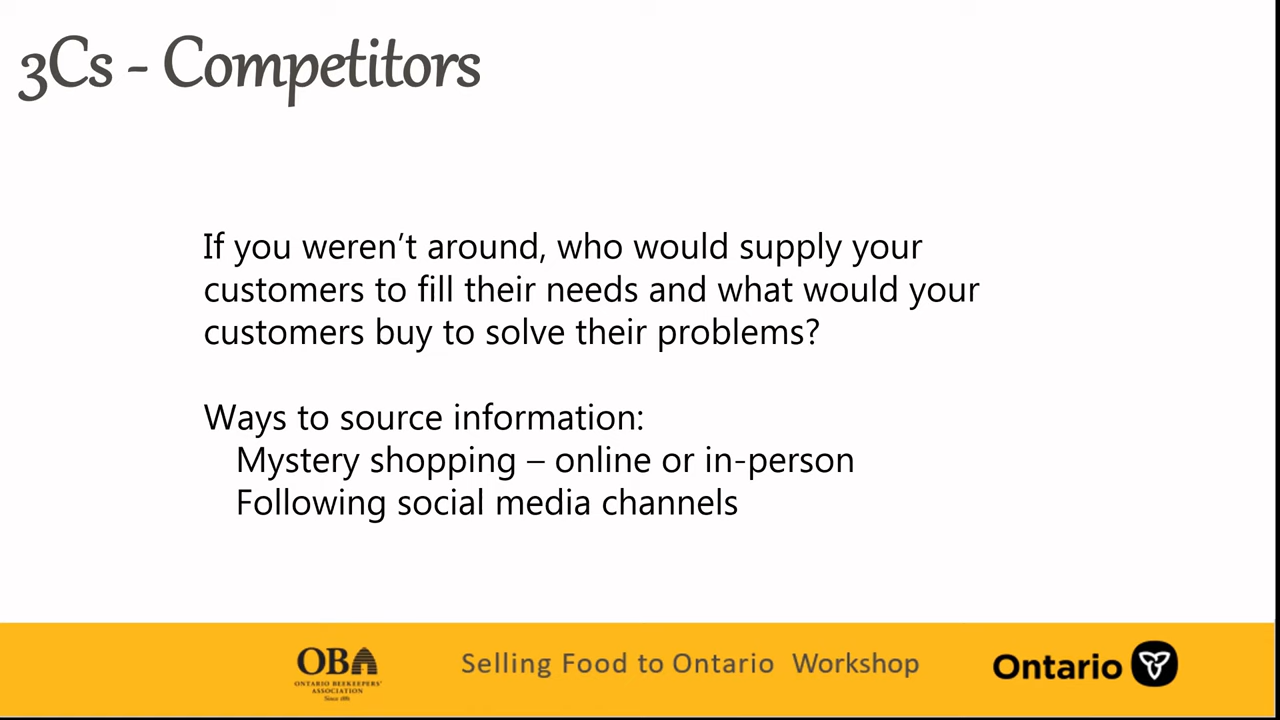 3Cs - Competitors
If you weren’t around, who would supply your
customers to fill their needs and what would your
customers buy to solve their problems?
Ways to source information:
Mystery shopping – online or in-person
Following social media channels
OBA
ONTARIO BEEKEEPERS'
ASSOCIATION
Since 1881
Selling Food to Ontario Workshop
Ontario